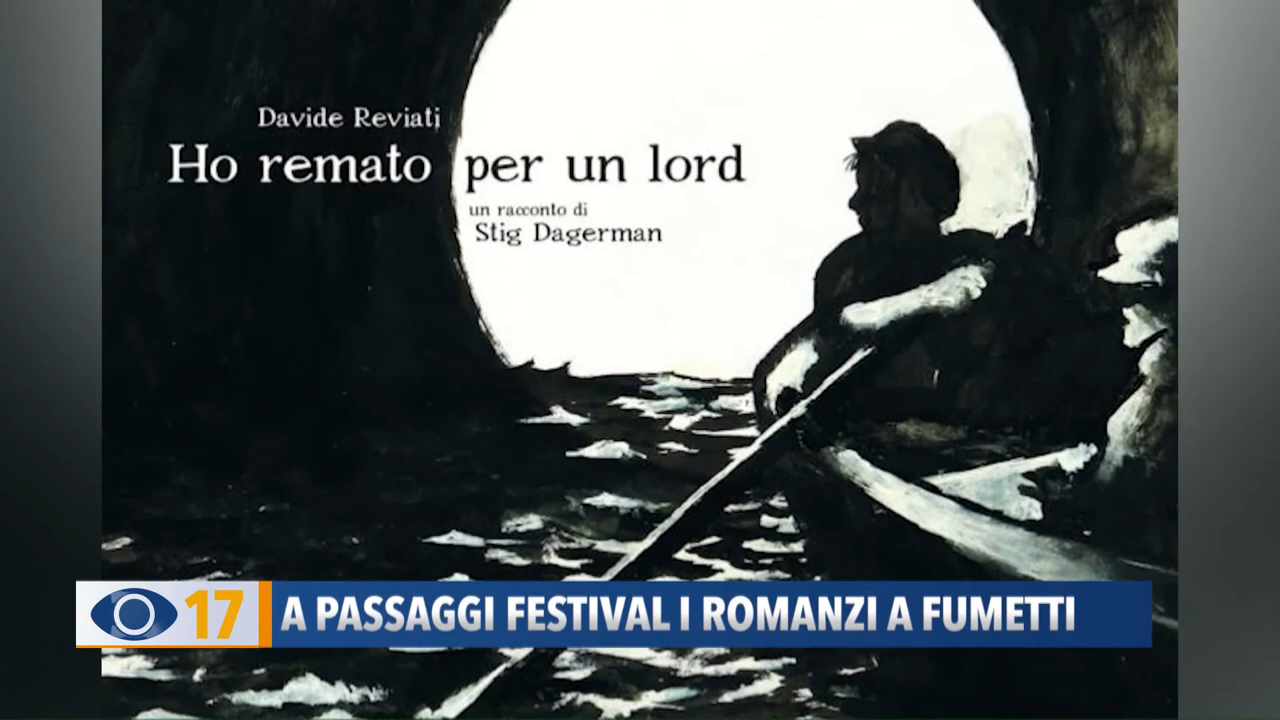 Davide Reviati
Ho remato per un lord
un racconto di
Stig Dagerman
17 A PASSAGGI FESTIVAL I ROMANZI A FUMETTI